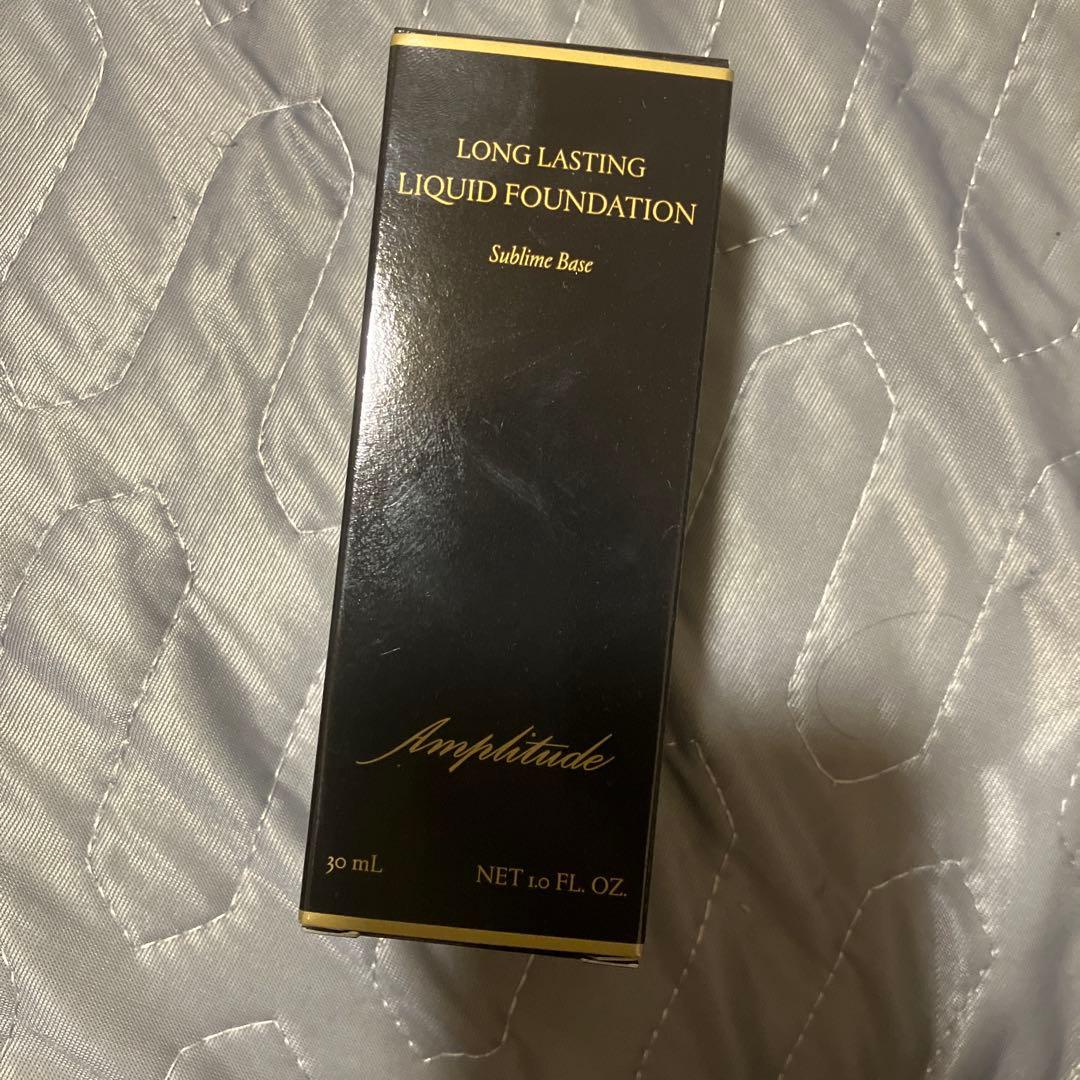 LONG LASTING
LIQUID FOUNDATION
Sublime Base
Amplitude
30 mL NET 1.0 FL. OZ.